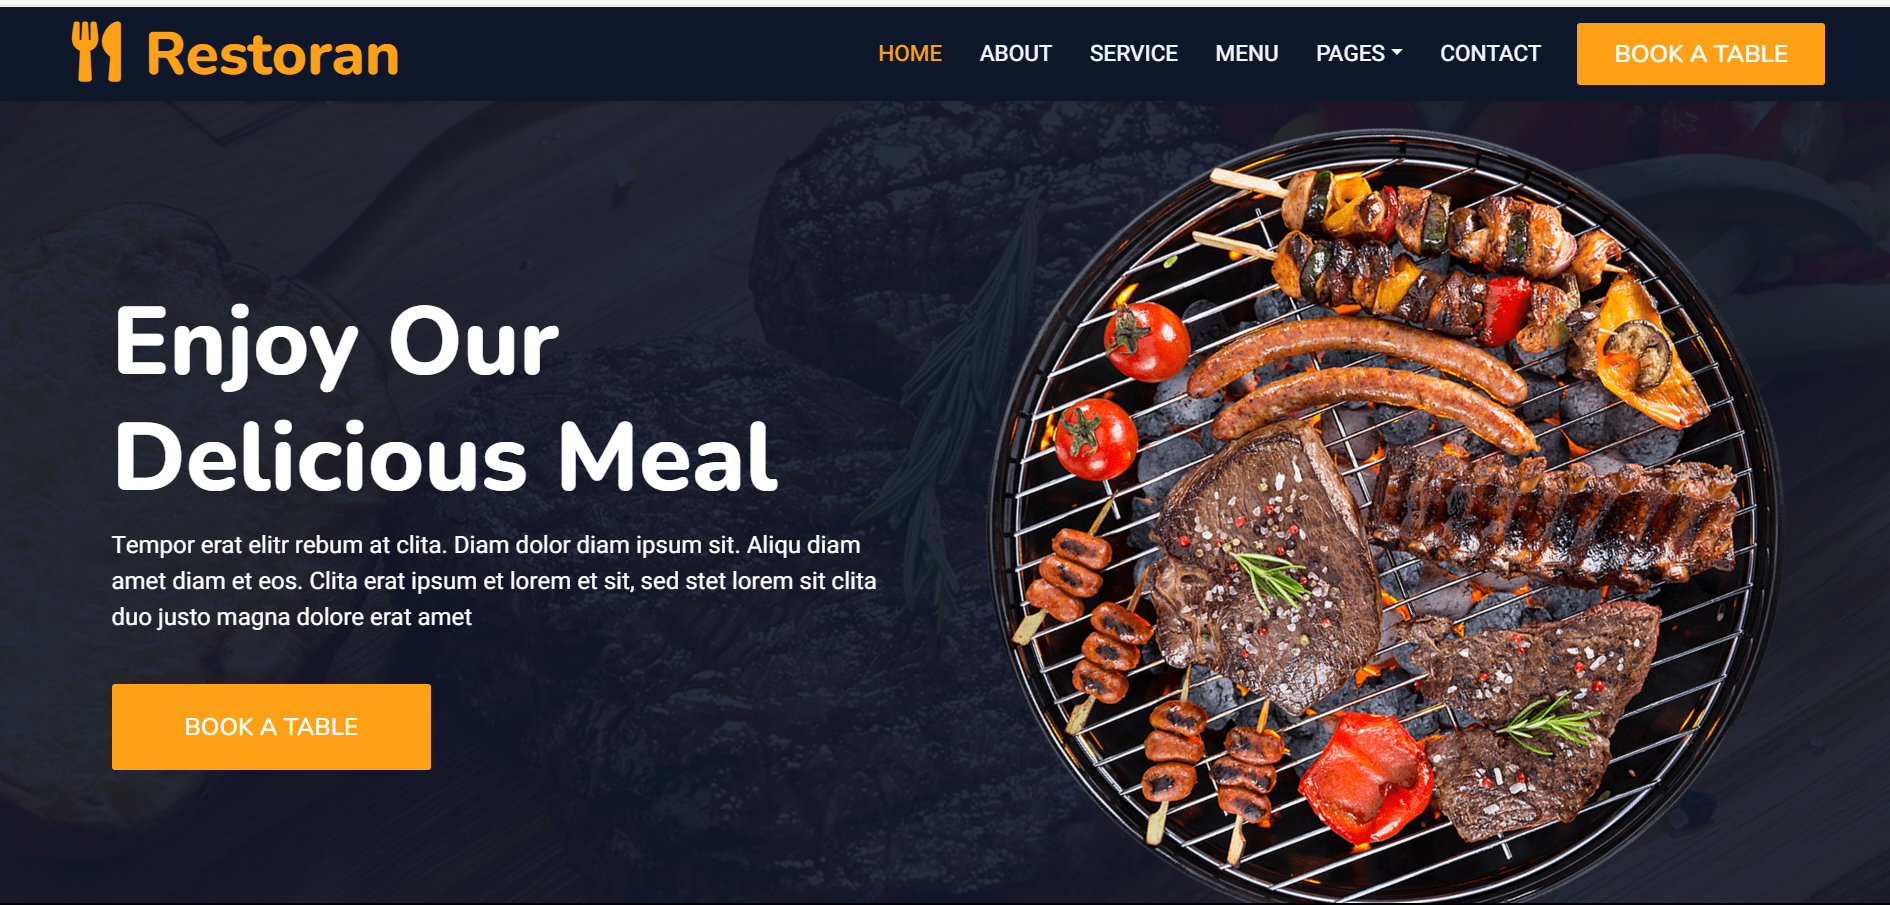 Restoran
HOME ABOUT SERVICE MENU PAGES CONTACT BOOK A TABLE
Enjoy Our
Delicious Meal
Tempor erat elitr rebum at clita. Diam dolor diam ipsum sit. Aliqu diam
amet diam et eos. Clita erat ipsum et lorem et sit, sed stet lorem sit clita
duo justo magna dolore erat amet
BOOK A TABLE